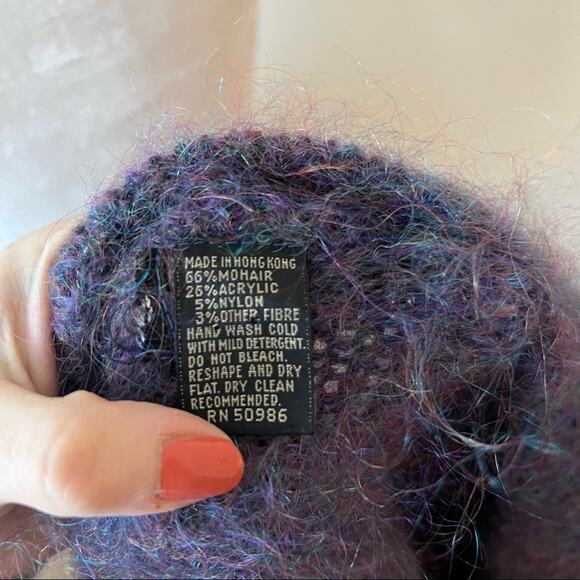 MADE IN HONG KONG
66% MOHAIR
26% ACRYLIC
5% NYLON
3% OTHER. FIBRE
HAND WASH COLD
WITH MILD DETERGENT.
DO NOT BLEACH.
RESHAPE AND DRY
FLAT. DRY CLEAN
RECOMMENDED.
RN 50986